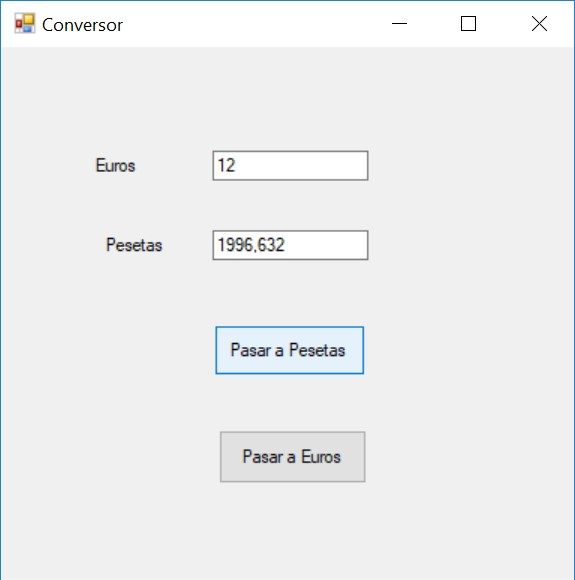 Conversor
Euros 12
Pesetas 1996,632
Pasar a Pesetas
Pasar a Euros